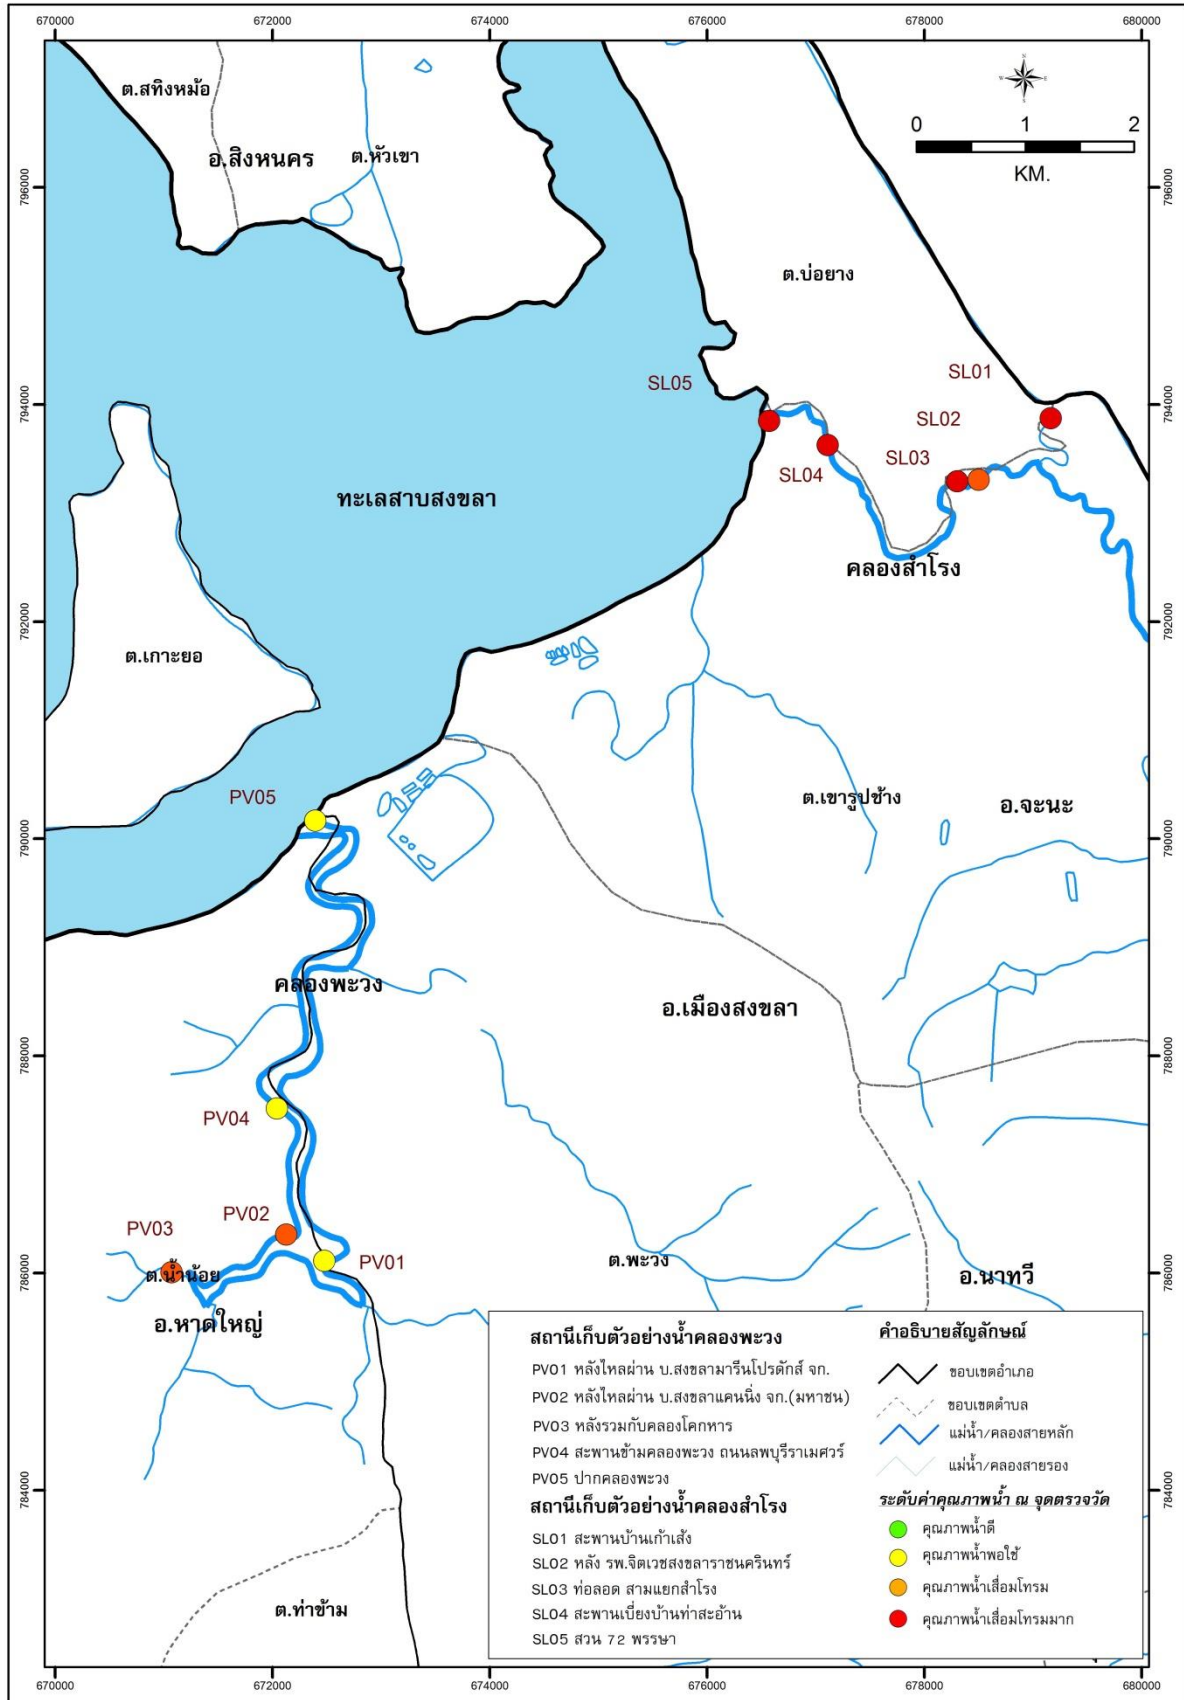 670000
672000
674000
676000
678000
680000
ต.สทิงหม้อ
อ.สิงหนคร
ต.หัวเขา
0 1 2
KM.
N
W E
S
796000
796000
ต.บ่อยาง
SL01
SL05
794000
SL02
794000
SL03
SL04
ทะเลสาบสงขลา
คลองสำโรง
792000
792000
ต.เกาะยอ
PV05
ต.เขารูปช้าง
อ.จะนะ
790000
790000
คลองพะวง
อ.เมืองสงขลา
788000
788000
PV04
PV03
PV02
PV01
ต.น้ำน้อย
ต.พะวง
786000
786000
อ.นาทวี
อ.หาดใหญ่
สถานีเก็บตัวอย่างน้ำคลองพะวง
PV01 หลังไหลผ่าน บ.สงขลามารีนโปรดักส์ จก.
PV02 หลังไหลผ่าน บ.สงขลาแคนนิ่ง จก.(มหาชน)
PV03 หลังรวมกับคลองโคกหาร
PV04 สะพานข้ามคลองพะวง ถนนลพบุรีราเมศวร์
PV05 ปากคลองพะวง
สถานีเก็บตัวอย่างน้ำคลองสำโรง
SL01 สะพานบ้านเก้าเส้ง
SL02 หลัง รพ.จิตเวชสงขลาราชนครินทร์
SL03 ท่อลอด สามแยกสำโรง
SL04 สะพานเบี่ยงบ้านท่าสะอ้าน
SL05 สวน 72 พรรษา
คำอธิบายสัญลักษณ์
ขอบเขตอำเภอ
ขอบเขตตำบล
แม่น้ำ/คลองสายหลัก
แม่น้ำ/คลองสายรอง
ระดับค่าคุณภาพน้ำ ณ จุดตรวจวัด
คุณภาพน้ำดี
คุณภาพน้ำพอใช้
คุณภาพน้ำเสื่อมโทรม
คุณภาพน้ำเสื่อมโทรมมาก
784000
784000
ต.ท่าข้าม
670000
672000
674000
676000
678000
680000